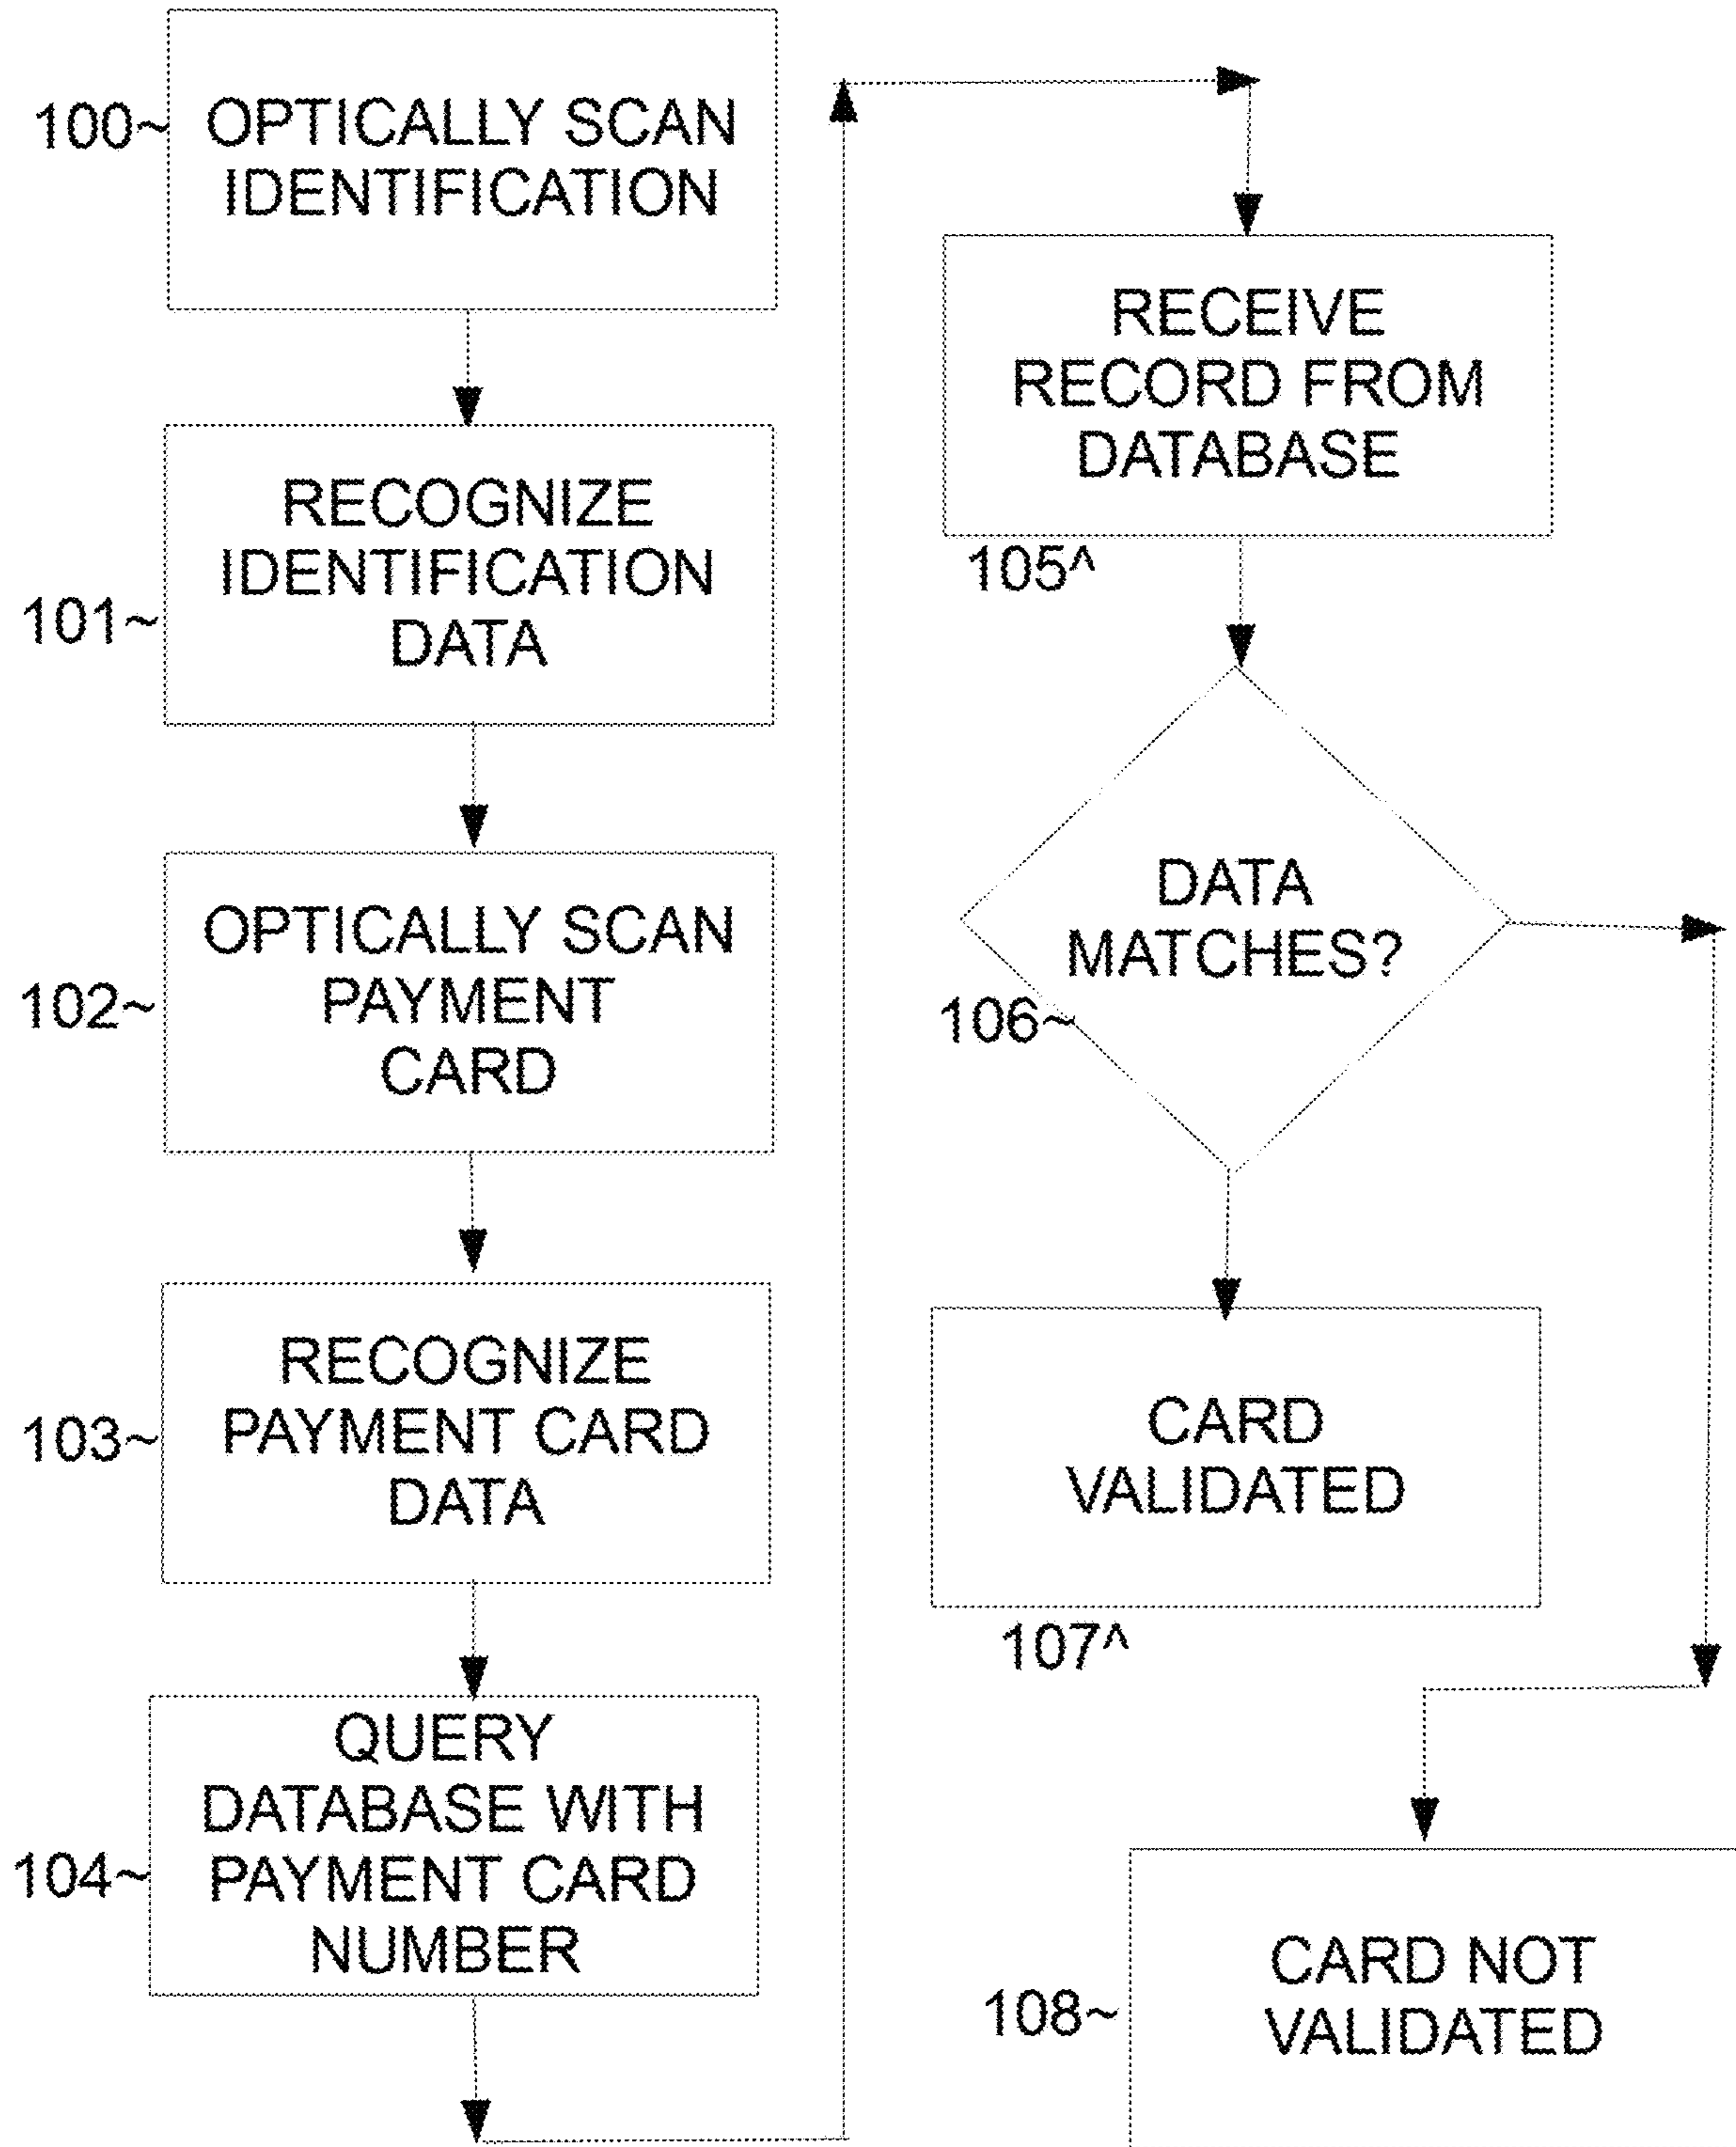 100~
OPTICALLY SCAN
IDENTIFICATION
RECOGNIZE
IDENTIFICATION
DATA
101~
OPTICALLY SCAN
PAYMENT
CARD
102~
RECOGNIZE
PAYMENT CARD
DATA
103~
QUERY
DATABASE WITH
PAYMENT CARD
NUMBER
104~
RECEIVE
RECORD FROM
DATABASE
105^
DATA
MATCHES?
106~
CARD
VALIDATED
107^
CARD NOT
VALIDATED
108~